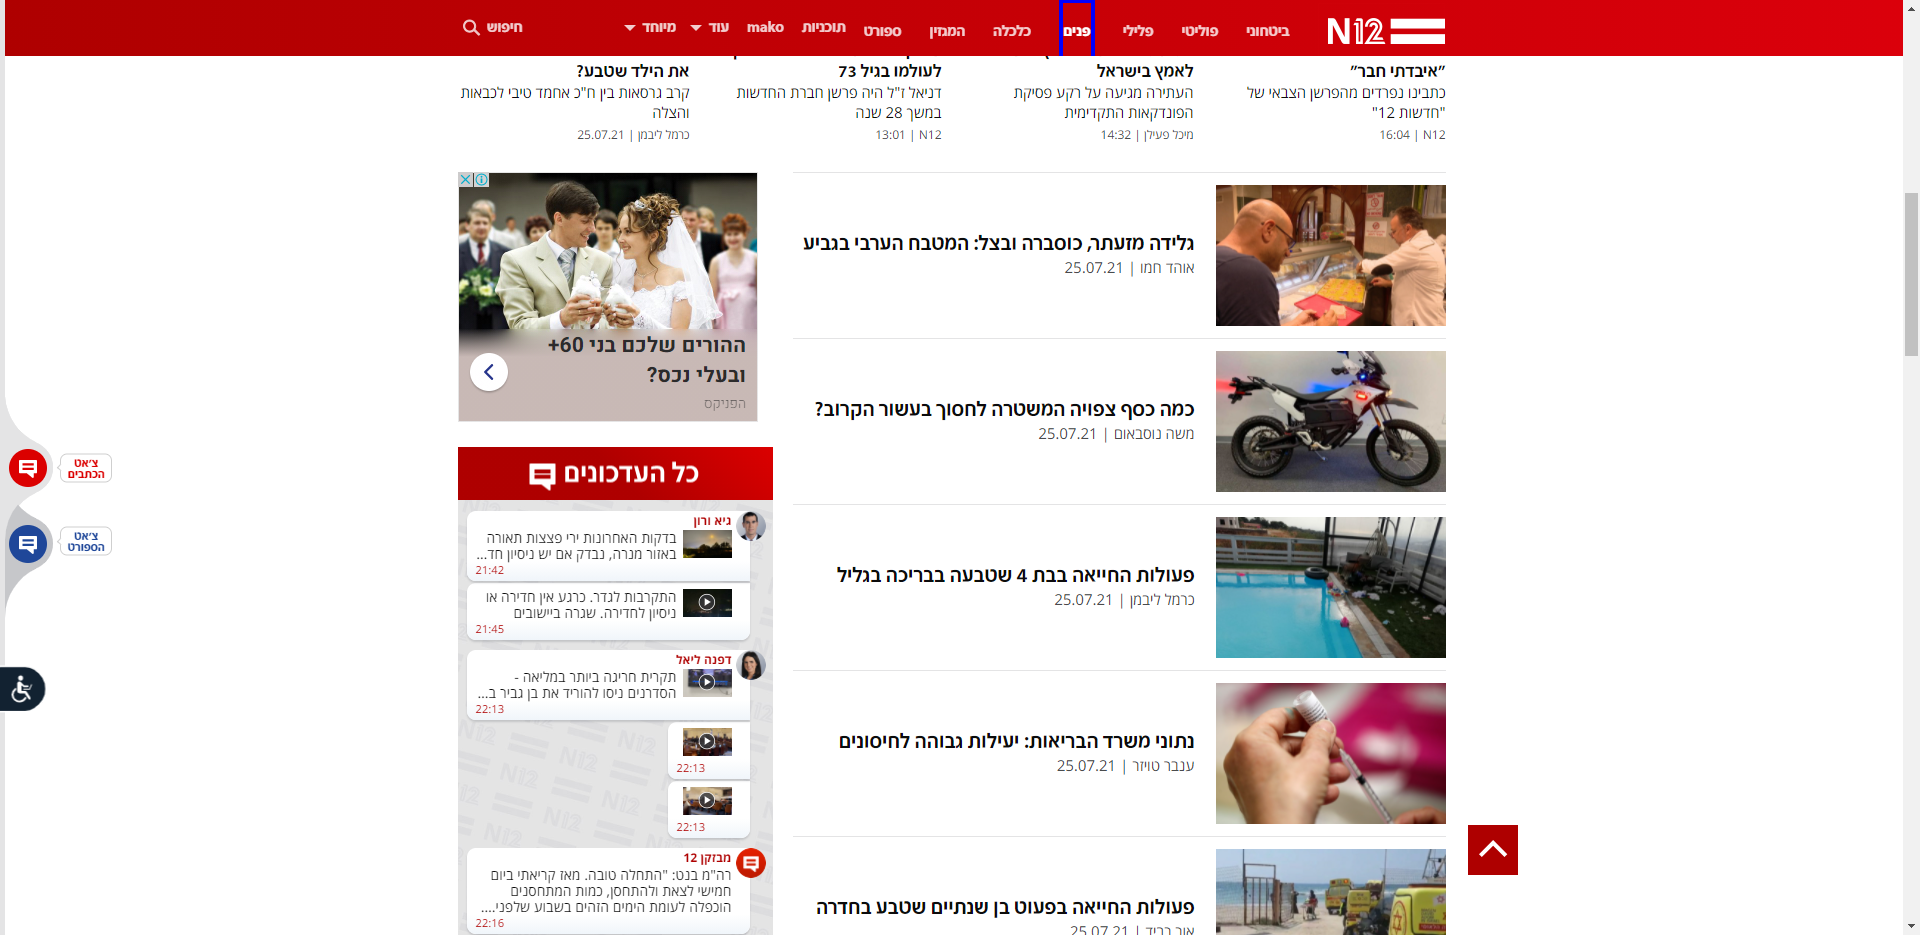 N12
ביטחוני
פוליטי
פלילי
פנים
כלכלה
המגזין
ספורט
תוכניות
mako
עוד
מיוחד
חיפוש
"איבדתי חבר"
כתבינו נפרדים מהפרשן הצבאי של
"חדשות 12"
N12 | 16:04
לאמץ בישראל
העתירה מגיעה על רקע פסיקת
הפונדקאות התקדימית
מיכל פעילן | 14:32
לעולמו בגיל 73
דניאל ז"ל היה פרשן חברת החדשות
במשך 28 שנה
N12 | 13:01
את הילד שטבע?
קרב גרסאות בין ח"כ אחמד טיבי לכבאות
והצלה
כרמל ליבמן | 25.07.21
גלידה מזעתר, כוסברה ובצל: המטבח הערבי בגביע
אוהד חמו | 25.07.21
כמה כסף צפויה המשטרה לחסוך בעשור הקרוב?
משה נוסבאום | 25.07.21
פעולות החייאה בבת 4 שטבעה בבריכה בגליל
כרמל ליבמן | 25.07.21
נתוני משרד הבריאות: יעילות גבוהה לחיסונים
ענבר טויזר | 25.07.21
פעולות החייאה בפעוט בן שנתיים שטבע בחדרה
25.07.21
ההורים שלכם בני 60+
ובעלי נכס?
הפניקס
כל העדכונים
גיא ורון
בדקות האחרונות ירי פצצות תאורה
באזור מנרה, נבדק אם יש ניסיון חד...
21:42
התקרבות לגדר. כרגע אין חדירה או
ניסיון לחדירה. שגרה ביישובים
21:45
דפנה ליאל
תקרית חריגה ביותר במליאה -
הסדרנים ניסו להוריד את בן גביר ב...
22:13
22:13
22:13
מבזקן 12
רה"מ בנט: "התחלה טובה. מאז קריאתי ביום
חמישי לצאת ולהתחסן, כמות המתחסנים
הוכפלה לעומת הימים הזהים בשבוע שלפני....
22:16
צ'אט
הכתבים
צ'אט
הספורט